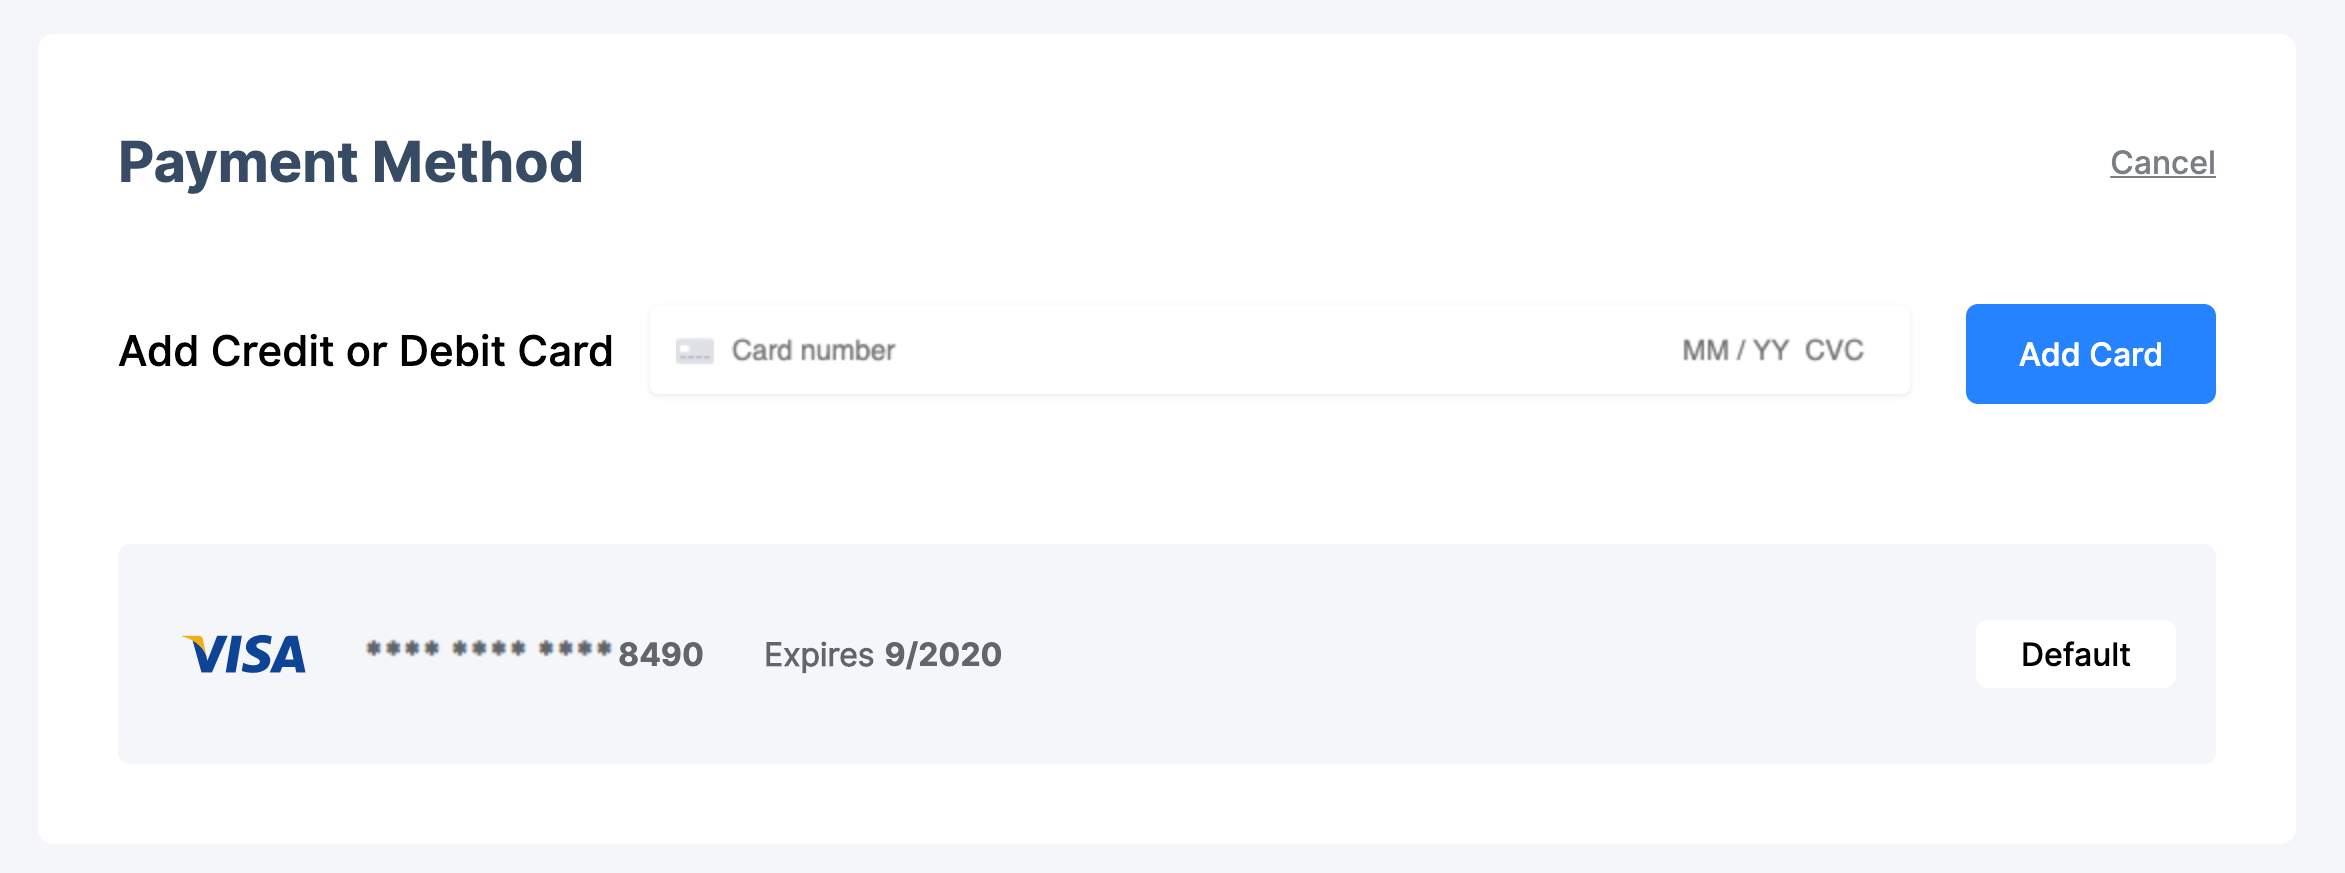 Payment Method
Cancel
Add Credit or Debit Card
Card number
MM / YY CVC
Add Card
VISA
**** **** **** 8490
Expires 9/2020
Default